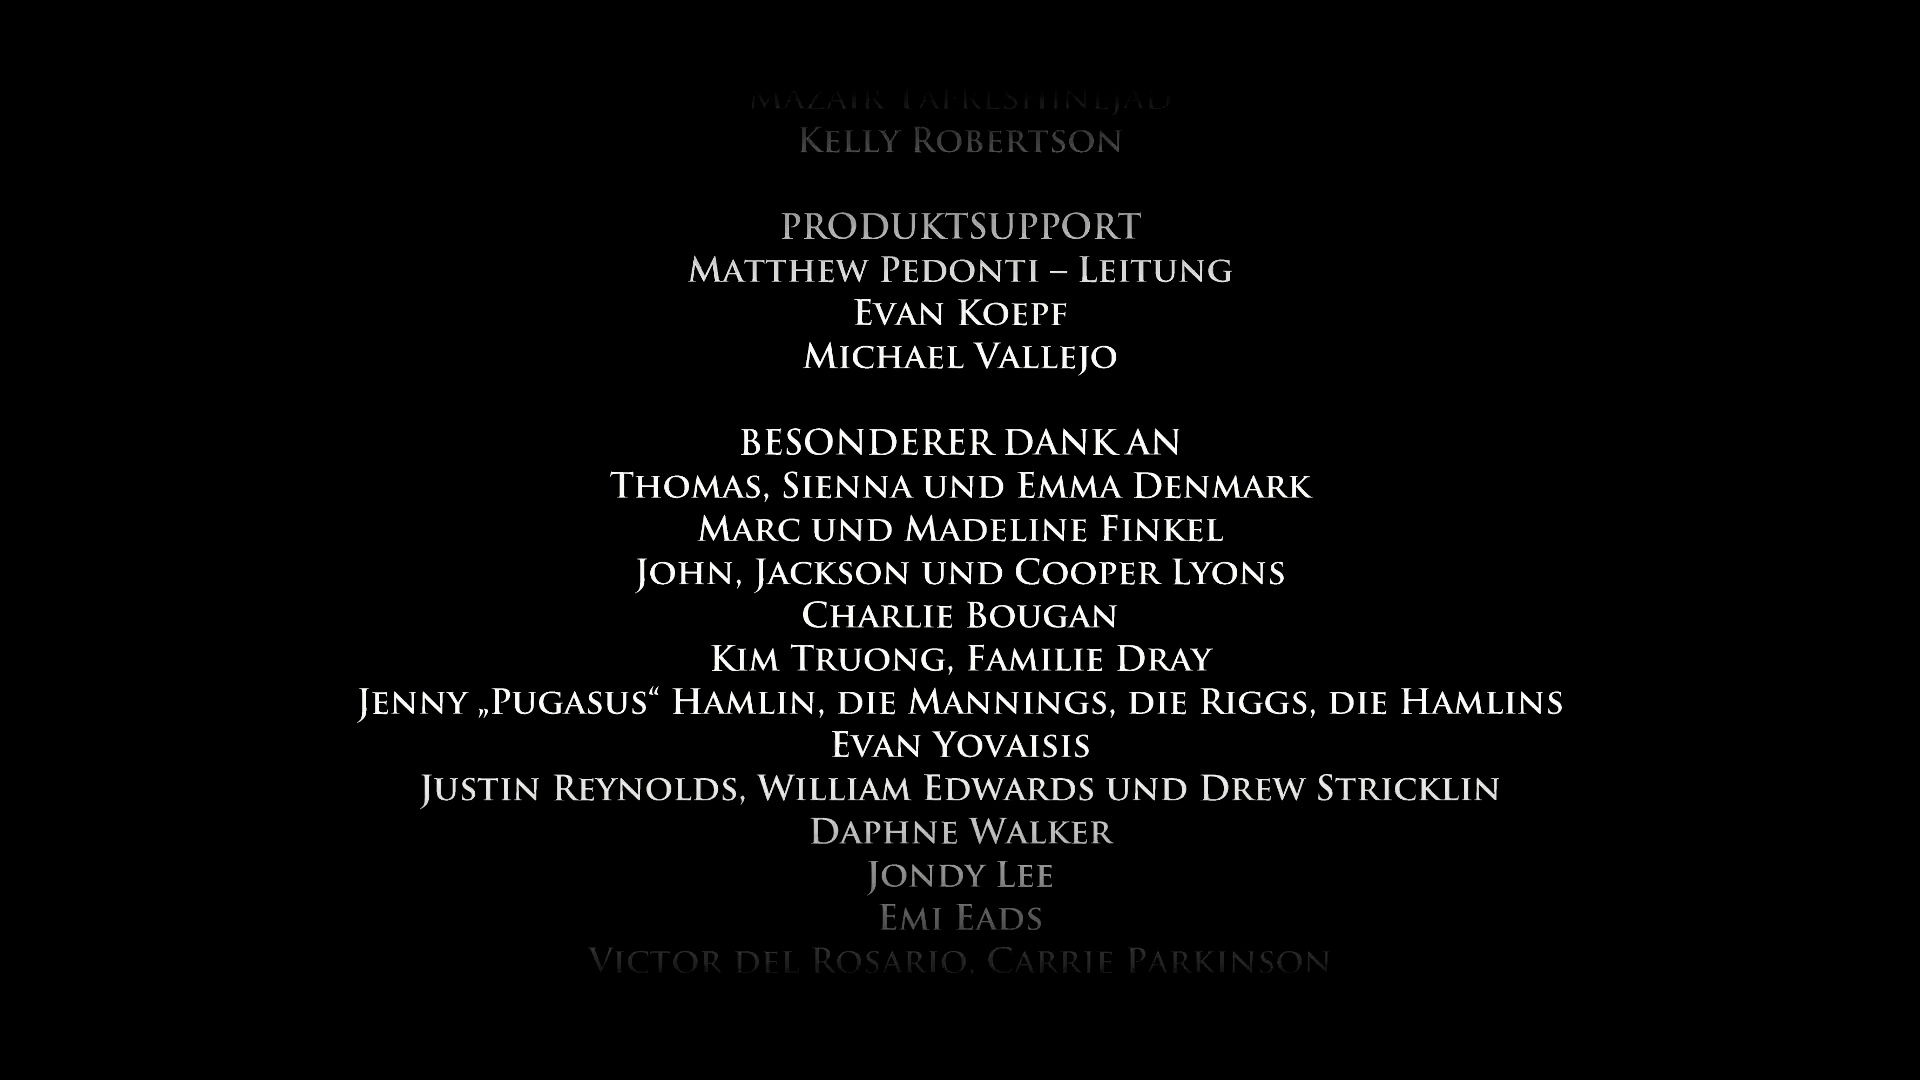 Mazair Tafreshinejad
Kelly Robertson
PRODUKTSUPPORT
Matthew Pedonti – Leitung
Evan Koepf
Michael Vallejo
BESONDERER DANK AN
Thomas, Sienna und Emma Denmark
Marc und Madeline Finkel
John, Jackson und Cooper Lyons
Charlie Bougan
Kim Truong, Familie Dray
Jenny „Pugasus“ Hamlin, die Mannings, die Riggs, die Hamlins
Evan Yovaisis
Justin Reynolds, William Edwards und Drew Stricklin
Daphne Walker
Jondy Lee
Emi Eads
Victor del Rosario, Carrie Parkinson